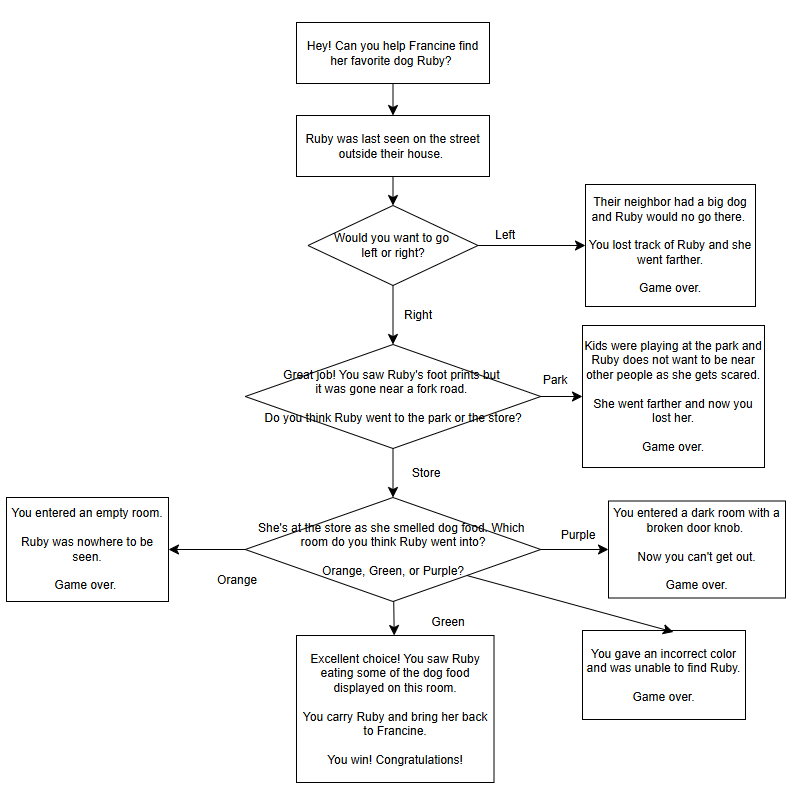 Hey! Can you help Francine find
her favorite dog Ruby?
Ruby was last seen on the street
outside their house.
Would you want to go
left or right?
Left
Their neighbor had a big dog
and Ruby would no go there.
You lost track of Ruby and she
went farther.
Game over.
Right
Great job! You saw Ruby's foot prints but
it was gone near a fork road.
Do you think Ruby went to the park or the store?
Park
Kids were playing at the park and
Ruby does not want to be near
other people as she gets scared.
She went farther and now you
lost her.
Game over.
Store
She's at the store as she smelled dog food. Which
room do you think Ruby went into?
Orange, Green, or Purple?
Orange
You entered an empty room.
Ruby was nowhere to be
seen.
Game over.
Purple
You entered a dark room with a
broken door knob.
Now you can't get out.
Game over.
Green
Excellent choice! You saw Ruby
eating some of the dog food
displayed on this room.
You carry Ruby and bring her back
to Francine.
You win! Congratulations!
You gave an incorrect color
and was unable to find Ruby.
Game over.